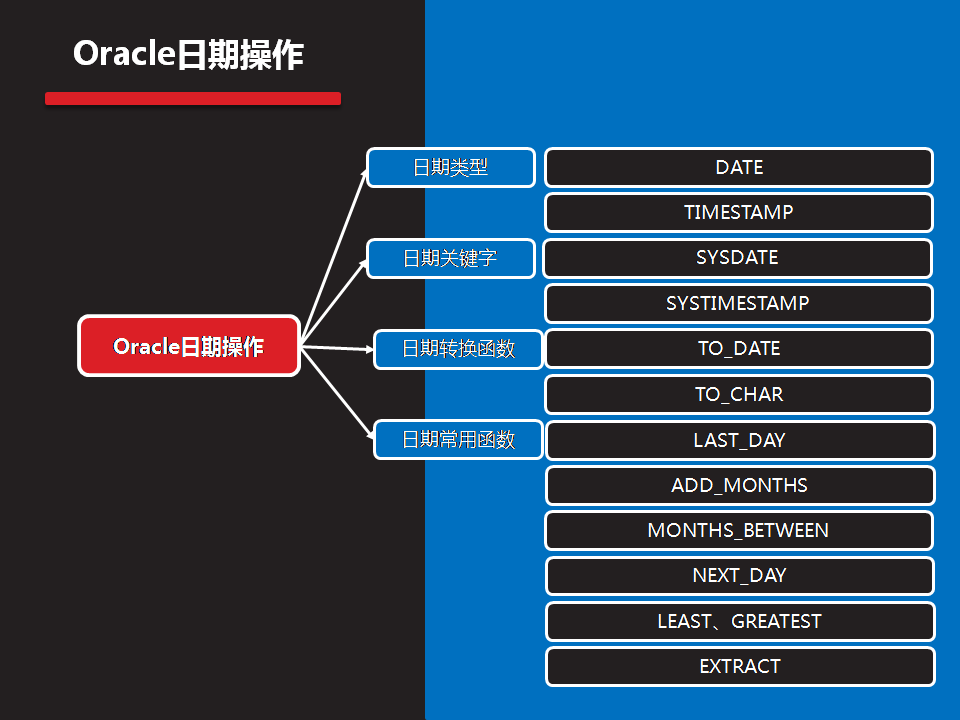 Oracle日期操作
日期类型
DATE
TIMESTAMP
日期关键字
SYSDATE
SYSTIMESTAMP
Oracle日期操作
日期转换函数
TO_DATE
TO_CHAR
日期常用函数
LAST_DAY
ADD_MONTHS
MONTHS_BETWEEN
NEXT_DAY
LEAST、GREATEST
EXTRACT